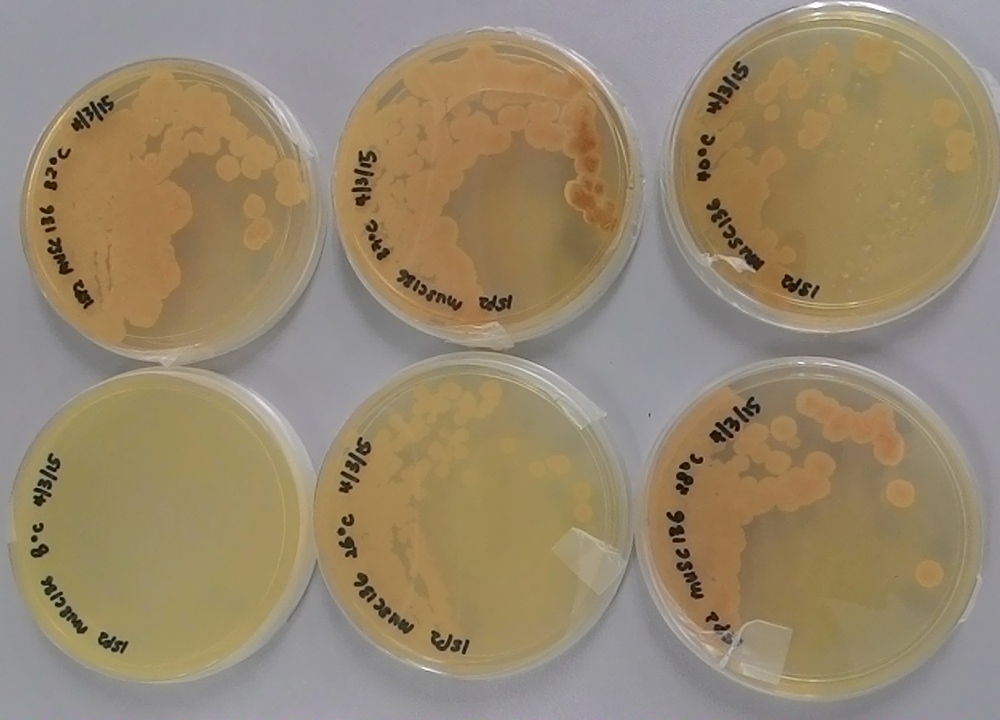 ISP2 MUSC136 32°C 4/3/15
ISP2 MUSC136 37°C 4/3/15
ISP2 MUSC136 40°C 4/3/15
ISP2 MUSC136 8°C 4/3/15
ISP2 MUSC136 26°C 4/3/15
ISP2 MUSC136 28°C 4/3/15